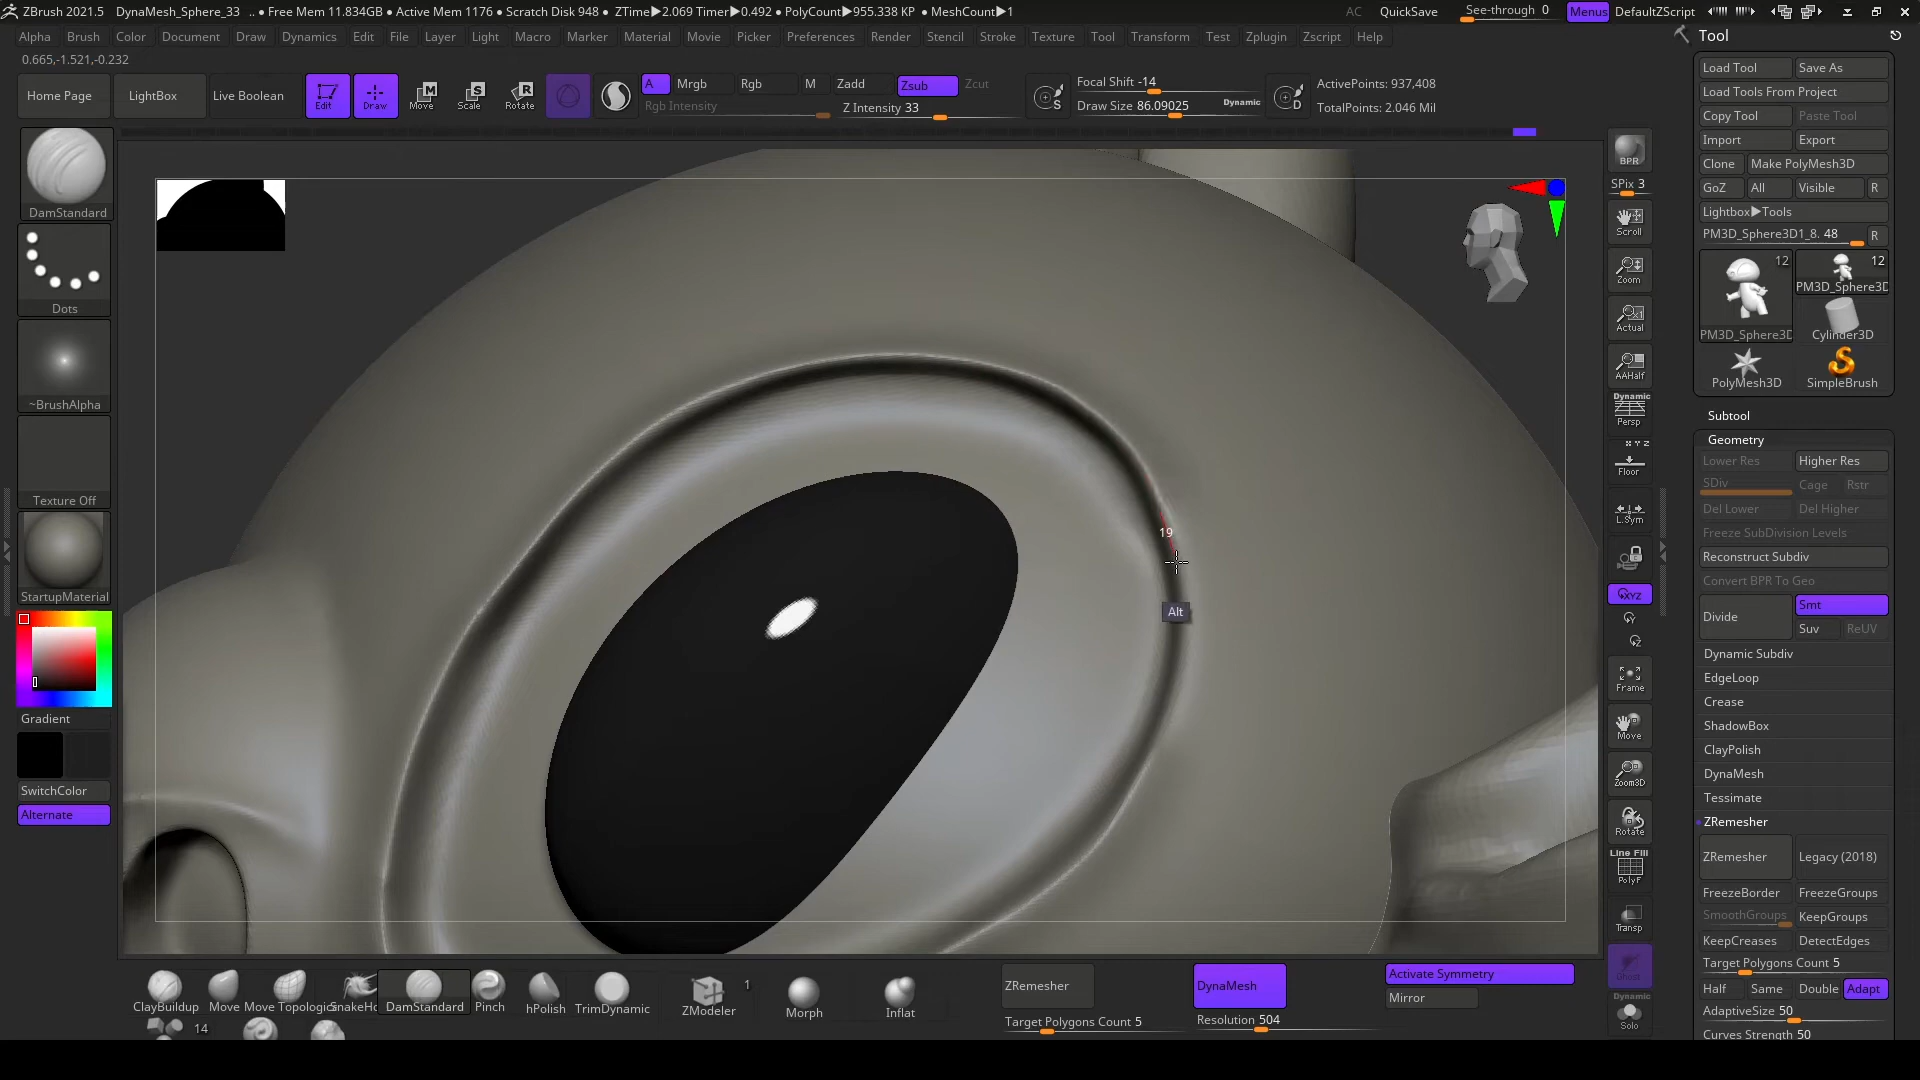 ZBrush 2021.5 DynaMesh_Sphere_33 .. • Free Mem 11.834GB • Active Mem 1176 • Scratch Disk 948 • ZTime▶2.069 Timer▶0.492 • PolyCount▶955.338 KP • MeshCount▶1 AC QuickSave See-through 0 Menus DefaultZScript
Alpha Brush Color Document Draw Dynamics Edit File Layer Light Macro Marker Material Movie Picker Preferences Render Stencil Stroke Texture Tool Transform Test Zplugin Zscript Help
0.665,-1.521,-0.232
Home Page LightBox Live Boolean Edit Draw Move Scale Rotate
A Mrgb Rgb M Zadd Zsub Zcut
Rgb Intensity Z Intensity 33
S Focal Shift -14
Draw Size 86.09025 Dynamic D
ActivePoints: 937,408
TotalPoints: 2.046 Mil
DamStandard
Dots
~BrushAlpha
Texture Off
StartupMaterial
Gradient
SwitchColor
Alternate
19
Alt
BPR
SPix 3
Scroll
Zoom
Actual
AAHalf
Dynamic
Persp
X Y Z
Floor
L.Sym
XYZ
Y
Z
Frame
Move
Zoom3D
Rotate
Line Fill
PolyF
Transp
Ghost
Dynamic
Solo
Tool
Load Tool Save As
Load Tools From Project
Copy Tool Paste Tool
Import Export
Clone Make PolyMesh3D
GoZ All Visible R
Lightbox▶Tools
PM3D_Sphere3D1_8. 48 R
12 12
PM3D_Sphere3D
PM3D_Sphere3D Cylinder3D
PolyMesh3D SimpleBrush
Subtool
Geometry
Lower Res Higher Res
SDiv Cage Rstr
Del Lower Del Higher
Freeze SubDivision Levels
Reconstruct Subdiv
Convert BPR To Geo
Divide Smt
Suv ReUV
Dynamic Subdiv
EdgeLoop
Crease
ShadowBox
ClayPolish
DynaMesh
Tessimate
ZRemesher
ZRemesher Legacy (2018)
FreezeBorder FreezeGroups
SmoothGroups KeepGroups
KeepCreases DetectEdges
Target Polygons Count 5
Half Same Double Adapt
AdaptiveSize 50
Curves Strength 50
ClayBuildup Move Move Topologic SnakeHo DamStandard Pinch hPolish TrimDynamic ZModeler 1 Morph Inflat
14
ZRemesher
Target Polygons Count 5
DynaMesh
Resolution 504
Activate Symmetry
Mirror